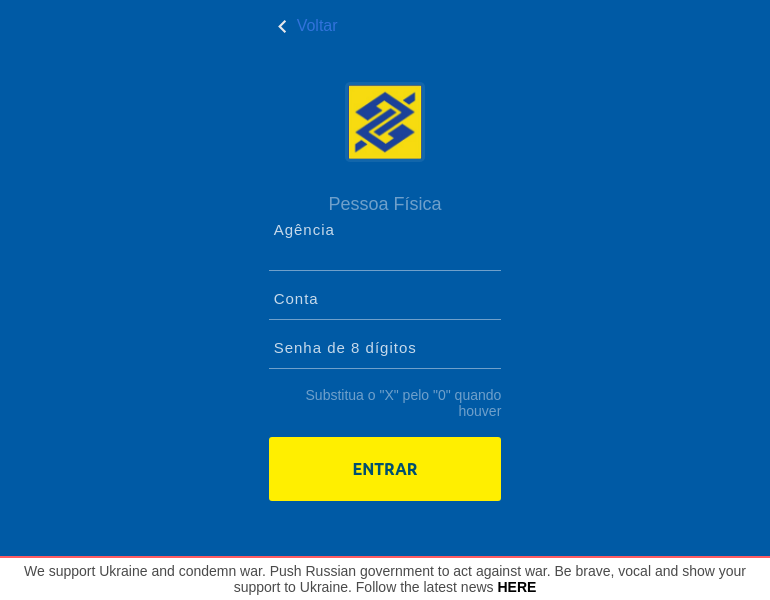 Voltar
Pessoa Física
Agência
Conta
Senha de 8 dígitos
Substitua o "X" pelo "0" quando
houver
ENTRAR
We support Ukraine and condemn war. Push Russian government to act against war. Be brave, vocal and show your
support to Ukraine. Follow the latest news HERE